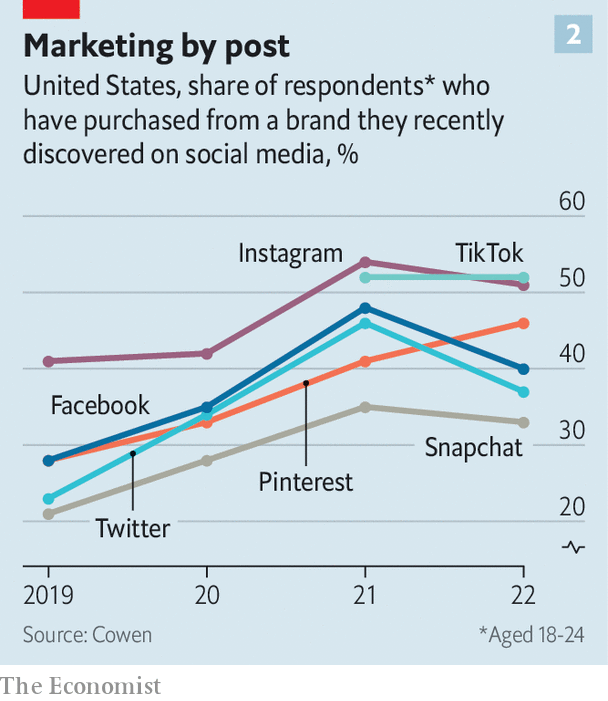 Marketing by post
2
United States, share of respondents* who
have purchased from a brand they recently
discovered on social media, %
60
Instagram
TikTok
50
40
Facebook
30
Snapchat
Pinterest
20
Twitter
2019
20
21
22
Source: Cowen
*Aged 18-24
The Economist